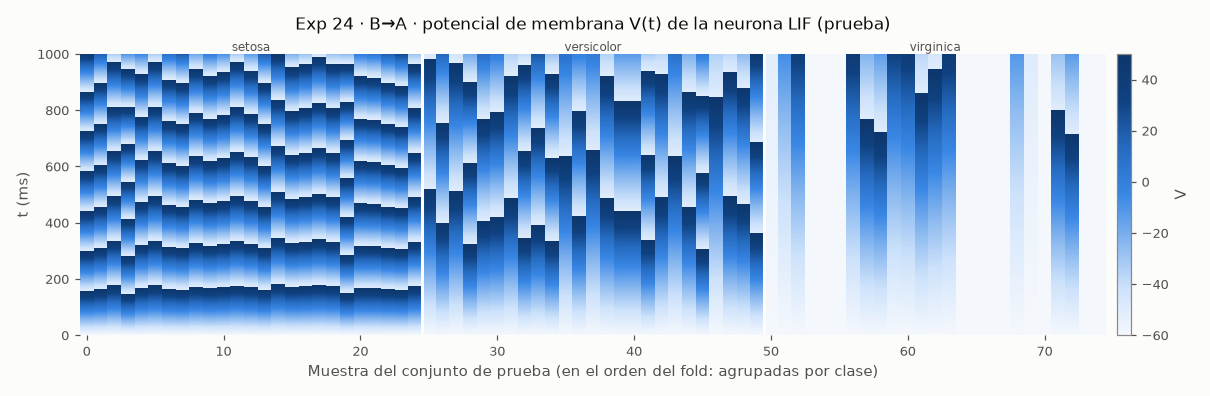 Exp 24 · B→A · potencial de membrana V(t) de la neurona LIF (prueba)
setosa versicolor virginica
1000
800
600
400
200
0
t (ms)
0 10 20 30 40 50 60 70
Muestra del conjunto de prueba (en el orden del fold: agrupadas por clase)
40
20
0
−20
−40
−60
V